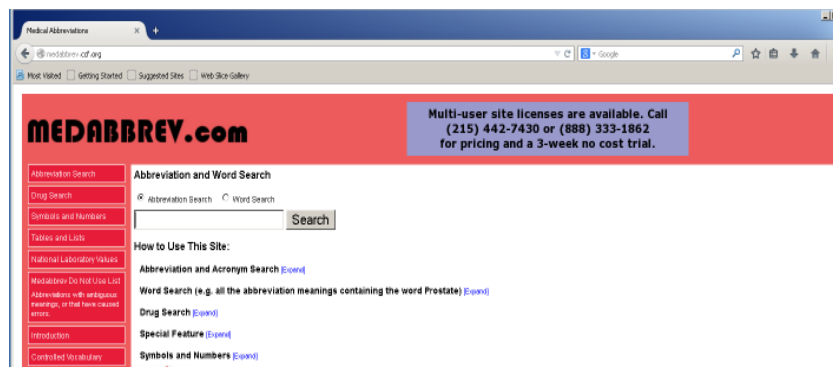 Medical Abbreviations
medabbrev.cdf.org
Google
Most Visited Getting Started Suggested Sites Web Slice Gallery
MEDABBREV.com
Multi-user site licenses are available. Call
(215) 442-7430 or (888) 333-1862
for pricing and a 3-week no cost trial.
Abbreviation Search
Drug Search
Symbols and Numbers
Tables and Lists
National Laboratory Values
Medabbrev Do Not Use List
Abbreviations with ambiguous
meanings, or that have caused
errors.
Introduction
Controlled Vocabulary
Abbreviation and Word Search
Abbreviation Search Word Search
Search
How to Use This Site:
Abbreviation and Acronym Search [Expand]
Word Search (e.g. all the abbreviation meanings containing the word Prostate) [Expand]
Drug Search [Expand]
Special Feature [Expand]
Symbols and Numbers [Expand]